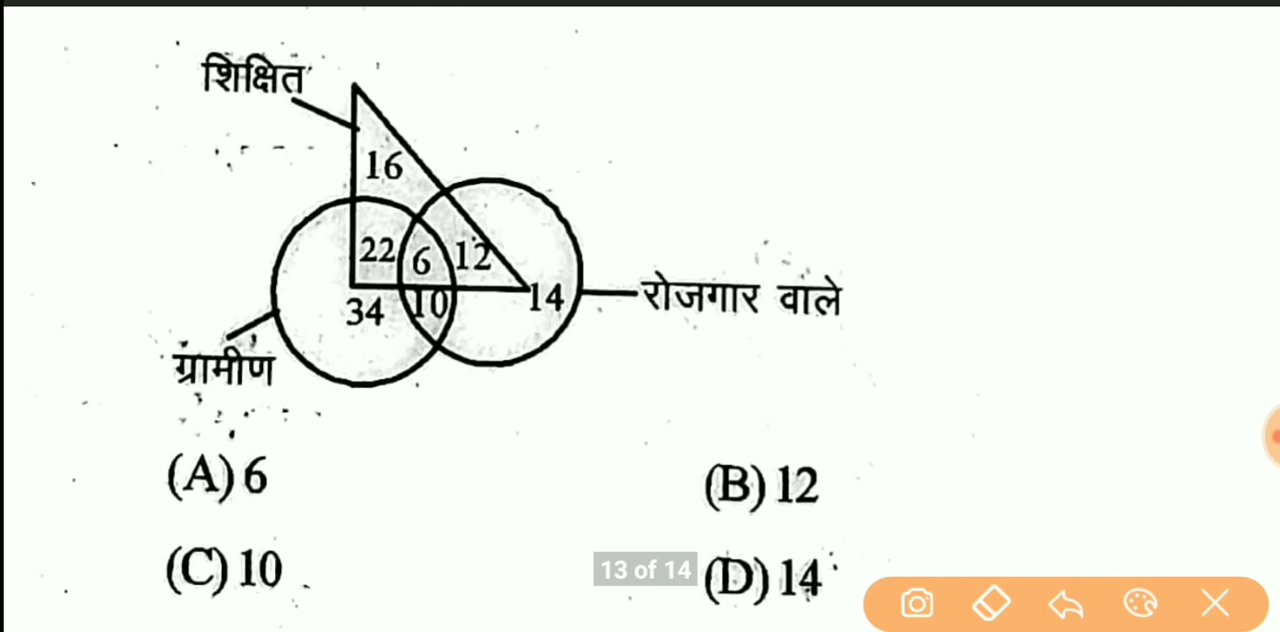 शिक्षित
16
22 6 12
34 10 14 रोजगार वाले
ग्रामीण
(A) 6 (B) 12
(C) 10 (D) 14
13 of 14